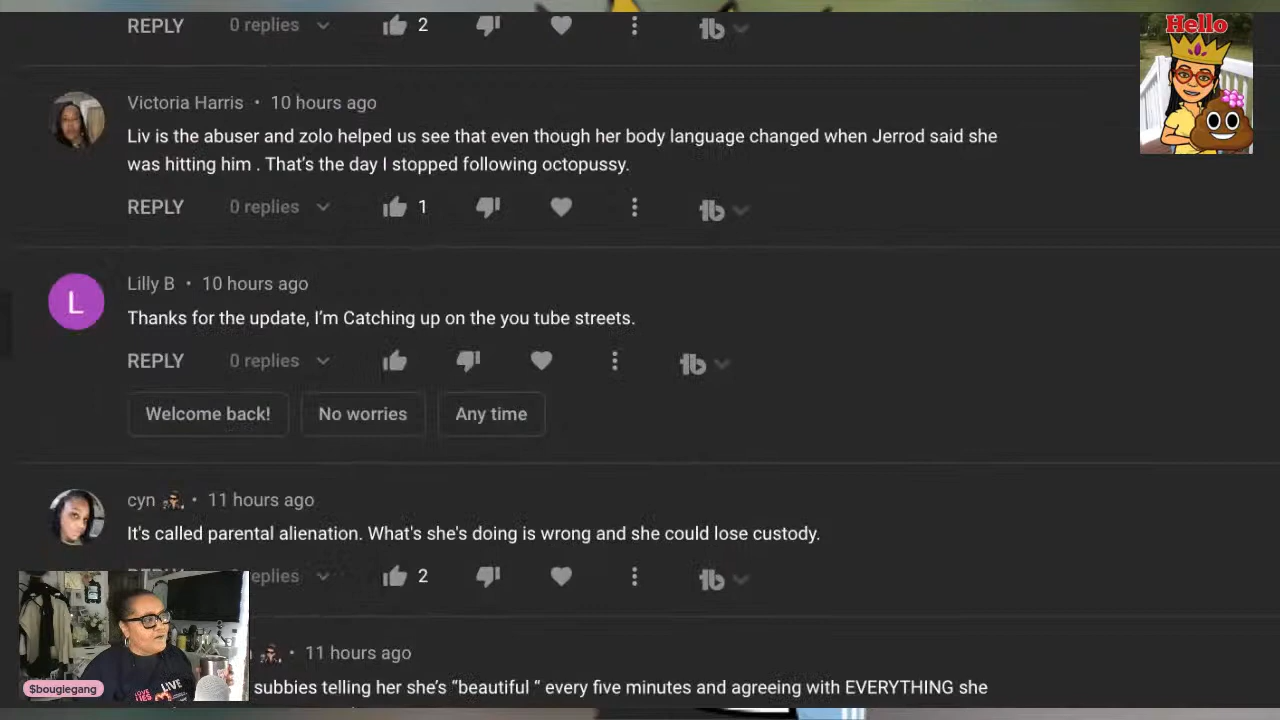 Hello
REPLY 0 replies 2
Victoria Harris • 10 hours ago
Liv is the abuser and zolo helped us see that even though her body language changed when Jerrod said she
was hitting him . That's the day I stopped following octopussy.
REPLY 0 replies 1
L
Lilly B • 10 hours ago
Thanks for the update, I'm Catching up on the you tube streets.
REPLY 0 replies
Welcome back! No worries Any time
cyn • 11 hours ago
It's called parental alienation. What's she's doing is wrong and she could lose custody.
eplies 2
• 11 hours ago
subbies telling her she's “beautiful “ every five minutes and agreeing with EVERYTHING she
LIVE
$bougiegang